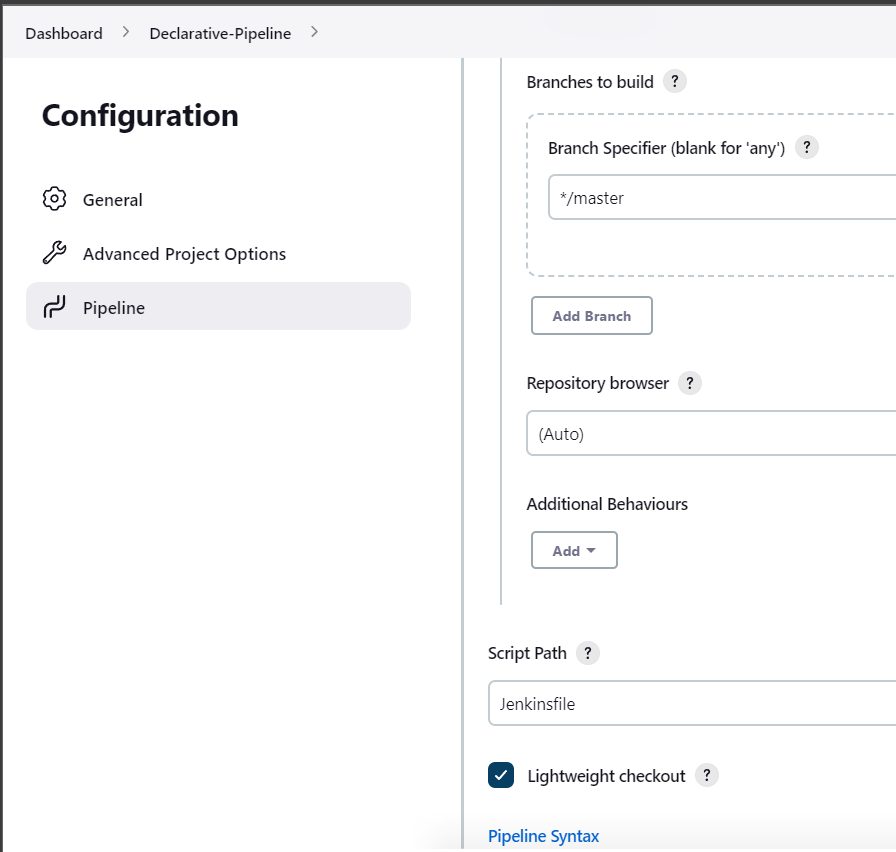 Dashboard > Declarative-Pipeline >
Configuration
General
Advanced Project Options
Pipeline
Branches to build ?
Branch Specifier (blank for 'any') ?
*/master
Add Branch
Repository browser ?
(Auto)
Additional Behaviours
Add
Script Path ?
Jenkinsfile
Lightweight checkout ?
Pipeline Syntax